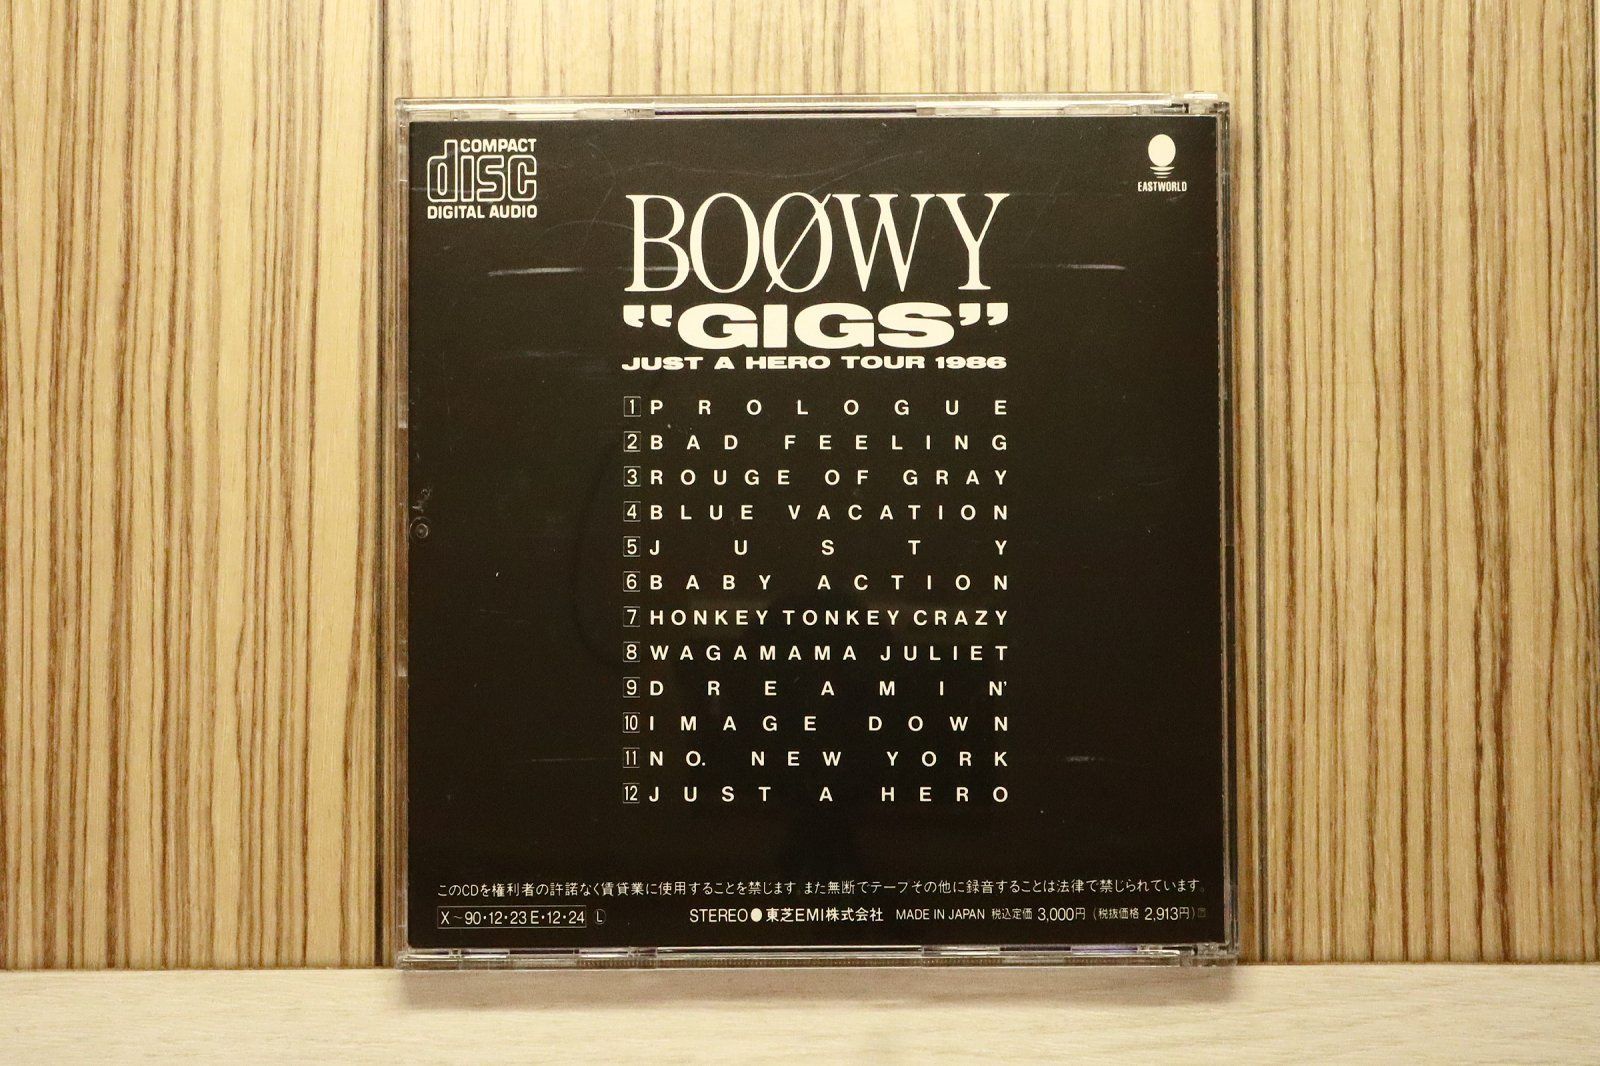 COMPACT
disc
DIGITAL AUDIO
EASTWORLD
BOØWY
“GIGS”
JUST A HERO TOUR 1986
1 PROLOGUE
2 BAD FEELING
3 ROUGE OF GRAY
4 BLUE VACATION
5 JUSTY
6 BABY ACTION
7 HONKEY TONKEY CRAZY
8 WAGAMAMA JULIET
9 DREAMIN'
10 IMAGE DOWN
11 NO. NEW YORK
12 JUST A HERO
このCDを権利者の許諾なく賃貸業に使用することを禁じます。また無断でテープその他に録音することは法律で禁じられています。
X〜90・12・23 E・12・24 Ⓛ STEREO●東芝EMI株式会社 MADE IN JAPAN 税込定価 3,000円 (税抜価格 2,913円)